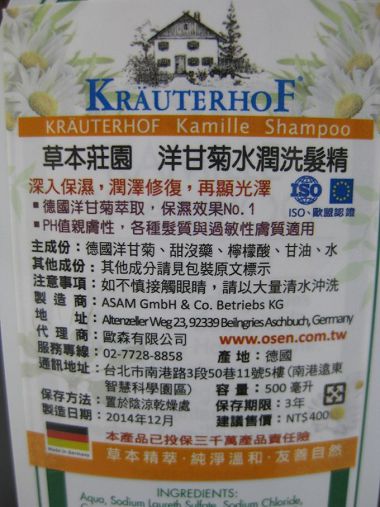 KRÄUTERHOF®
KRÄUTERHOF Kamille Shampoo
草本莊園 洋甘菊水潤洗髮精
深入保濕，潤澤修復，再顯光澤
ISO
■ 德國洋甘菊萃取，保濕效果No.1
ISO、歐盟認證
■ PH值親膚性，各種髮質與過敏性膚質適用
主成份：德國洋甘菊、甜沒藥、檸檬酸、甘油、水
其他成份：其他成分請見包裝原文標示
注意事項：如不慎接觸眼睛，請以大量清水沖洗
製造商：ASAM GmbH & Co. Betriebs KG
地址：Altenzeller Weg 23, 92339 Beilngries Aschbuch, Germany
代理商：歐森有限公司 www.osen.com.tw
服務專線：02-7728-8858 產地：德國
通訊地址：台北市南港路3段50巷11號5樓(南港遠東
智慧科學園區) 容量：500毫升
保存方法：置於陰涼乾燥處 保存期限：3年
製造日期：2014年12月 建議售價：NT$400
Made in Germany
本產品已投保三千萬產品責任險
草本精萃·純淨溫和·友善自然
INGREDIENTS:
Aqua, Sodium Laureth Sulfate, Sodium Chloride,